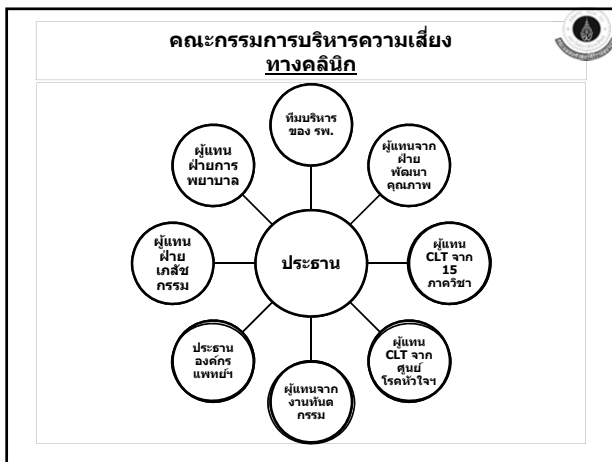 คณะกรรมการบริหารความเสี่ยง
ทางคลินิก
ทีมบริหาร
ของ รพ.
ผู้แทนจาก
ฝ่าย
พัฒนา
คุณภาพ
ผู้แทน
CLT จาก
15
ภาควิชา
ผู้แทน
CLT จาก
ศูนย์
โรคหัวใจฯ
ผู้แทนจาก
งานทันต
กรรม
ประธาน
องค์กร
แพทย์ฯ
ผู้แทน
ฝ่าย
เภสัช
กรรม
ผู้แทน
ฝ่ายการ
พยาบาล
ประธาน